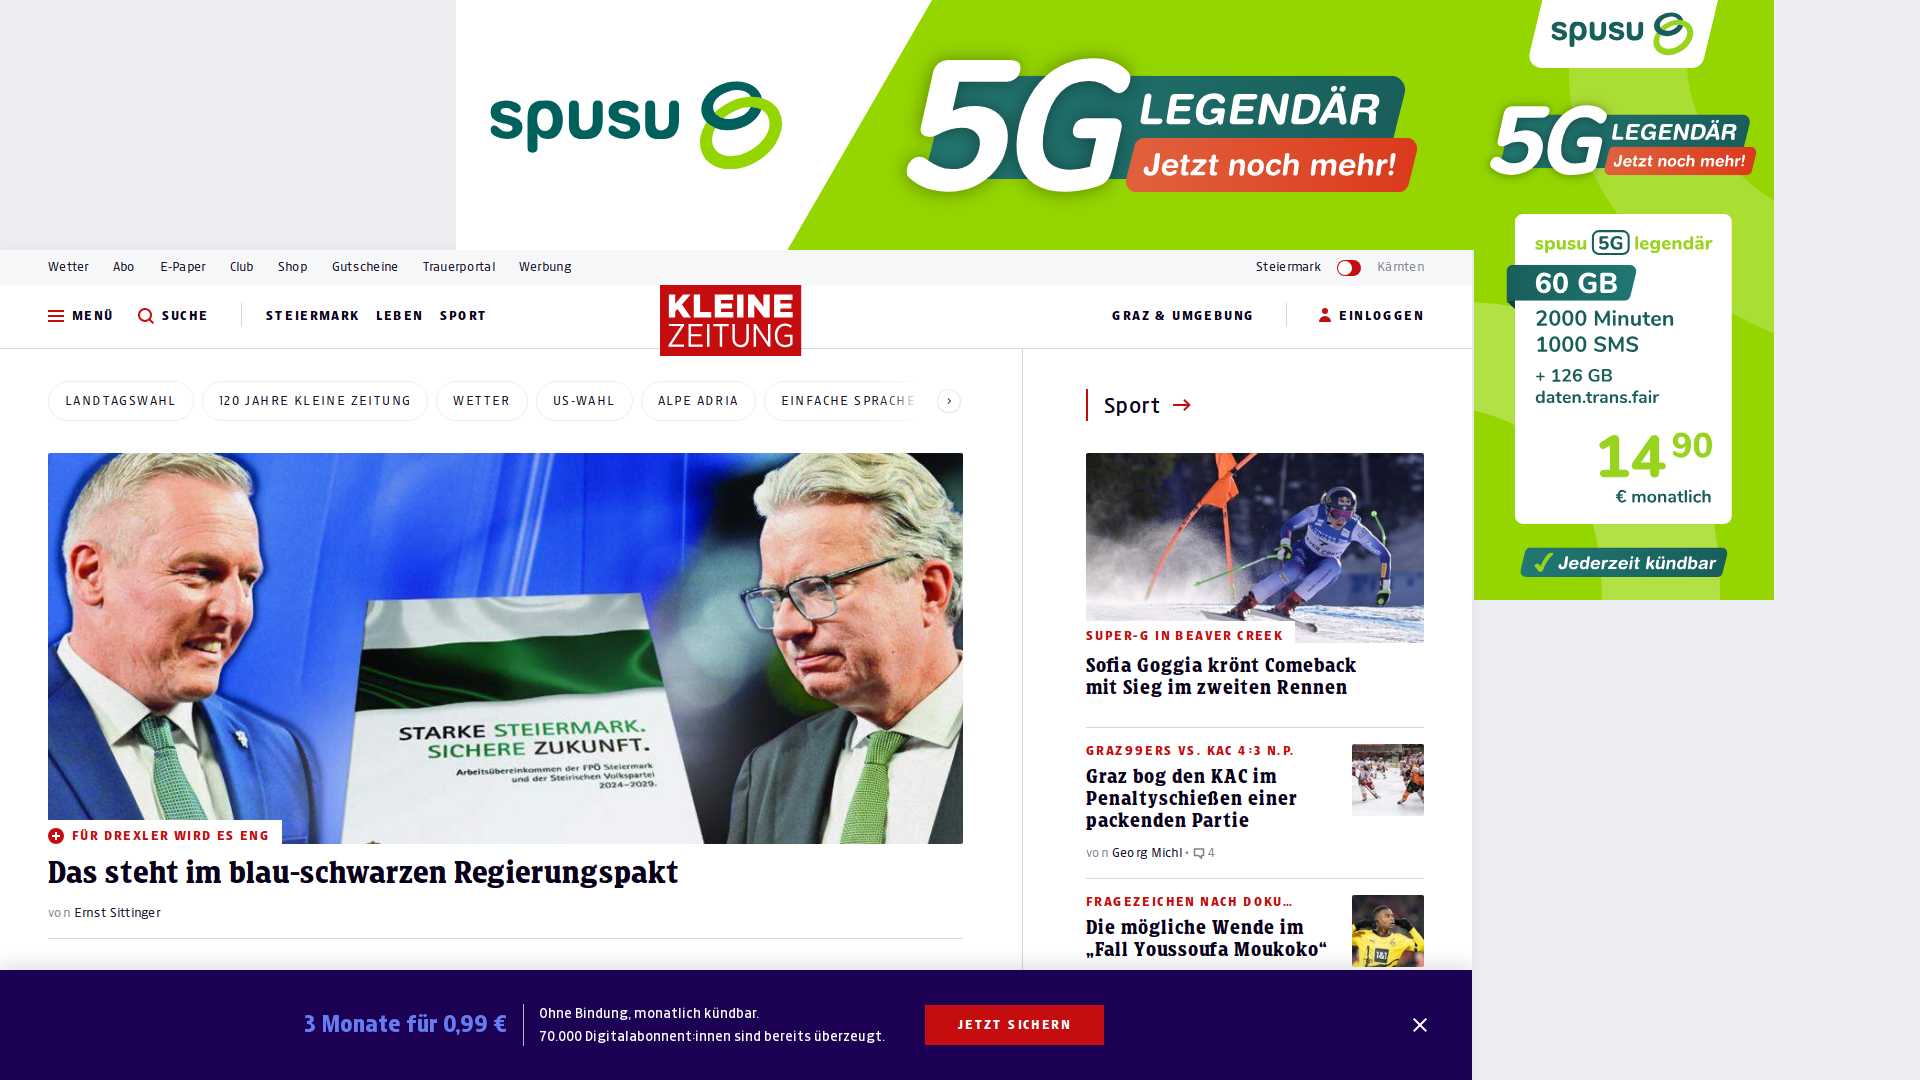 spusu
5G LEGENDÄR
Jetzt noch mehr!
spusu
5G LEGENDÄR
Jetzt noch mehr!
spusu 5G legendär
60 GB
2000 Minuten
1000 SMS
+ 126 GB
daten.trans.fair
14 90
€ monatlich
Jederzeit kündbar
Wetter Abo E-Paper Club Shop Gutscheine Trauerportal Werbung
Steiermark Kärnten
MENÜ SUCHE STEIERMARK LEBEN SPORT
KLEINE
ZEITUNG
GRAZ & UMGEBUNG EINLOGGEN
LANDTAGSWAHL 120 JAHRE KLEINE ZEITUNG WETTER US-WAHL ALPE ADRIA EINFACHE SPRACHE
STARKE STEIERMARK.
SICHERE ZUKUNFT.
Arbeitsübereinkommen der FPÖ Steiermark
und der Steirischen Volkspartei
2024–2029.
FÜR DREXLER WIRD ES ENG
Das steht im blau-schwarzen Regierungspakt
von Ernst Sittinger
Sport
SUPER-G IN BEAVER CREEK
Sofia Goggia krönt Comeback
mit Sieg im zweiten Rennen
GRAZ99ERS VS. KAC 4:3 N.P.
Graz bog den KAC im
Penaltyschießen einer
packenden Partie
von Georg Michl • 4
FRAGEZEICHEN NACH DOKU…
Die mögliche Wende im
„Fall Youssoufa Moukoko“
3 Monate für 0,99 €
Ohne Bindung, monatlich kündbar.
70.000 Digitalabonnent:innen sind bereits überzeugt.
JETZT SICHERN